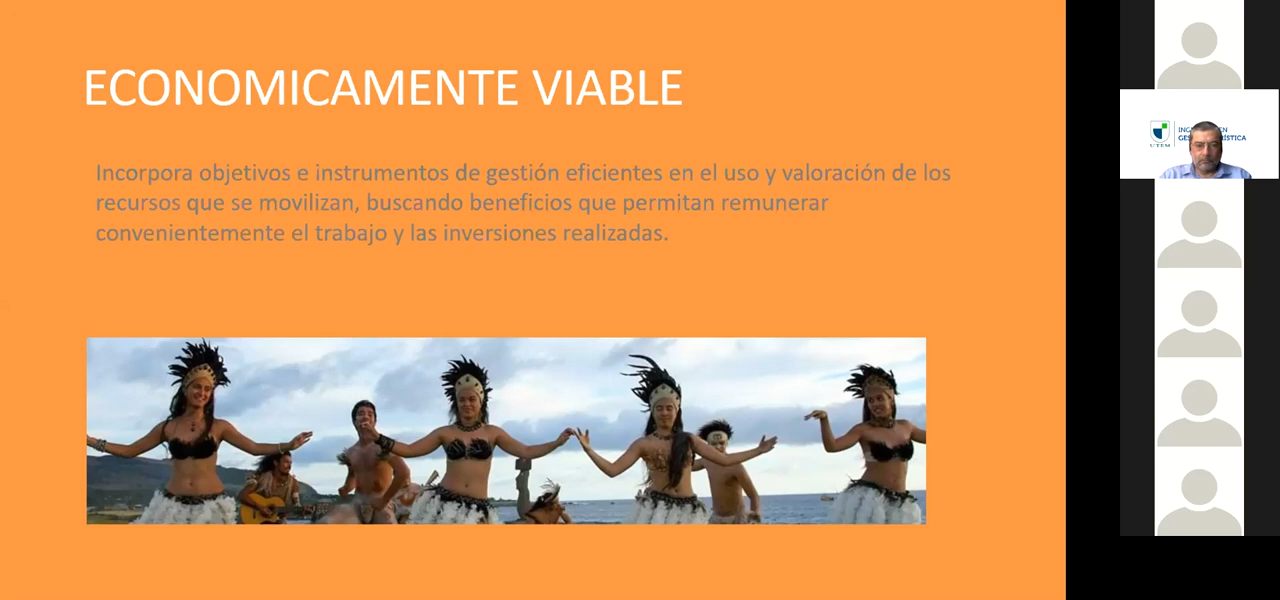 ECONOMICAMENTE VIABLE
Incorpora objetivos e instrumentos de gestión eficientes en el uso y valoración de los
recursos que se movilizan, buscando beneficios que permitan remunerar
convenientemente el trabajo y las inversiones realizadas.
UTEM